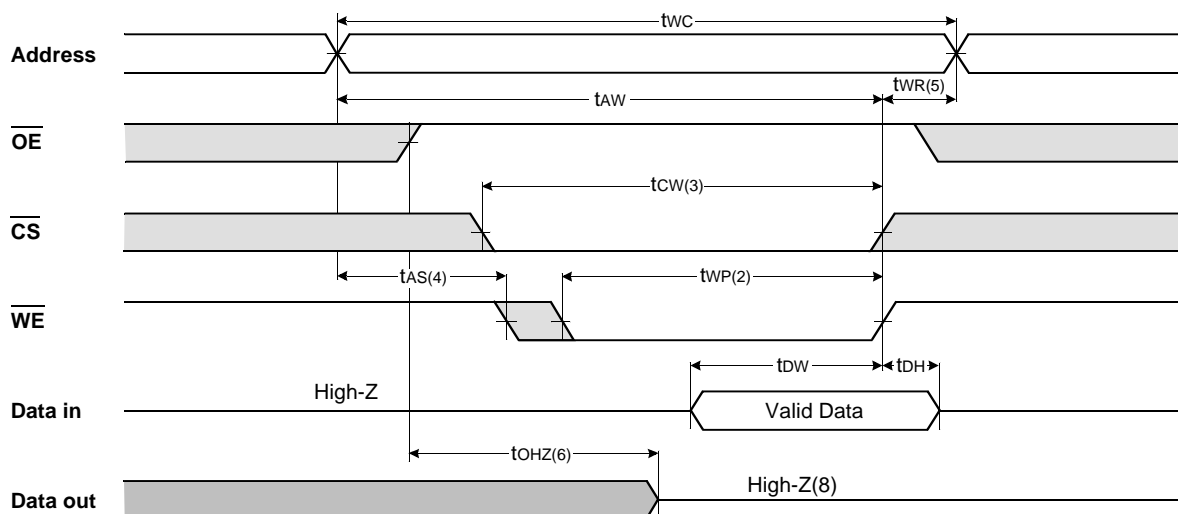 tWC
Address
tWR(5)
tAW
OE
tCW(3)
CS
tAS(4)
tWP(2)
WE
tDW
tDH
High-Z
Data in
Valid Data
tOHZ(6)
High-Z(8)
Data out